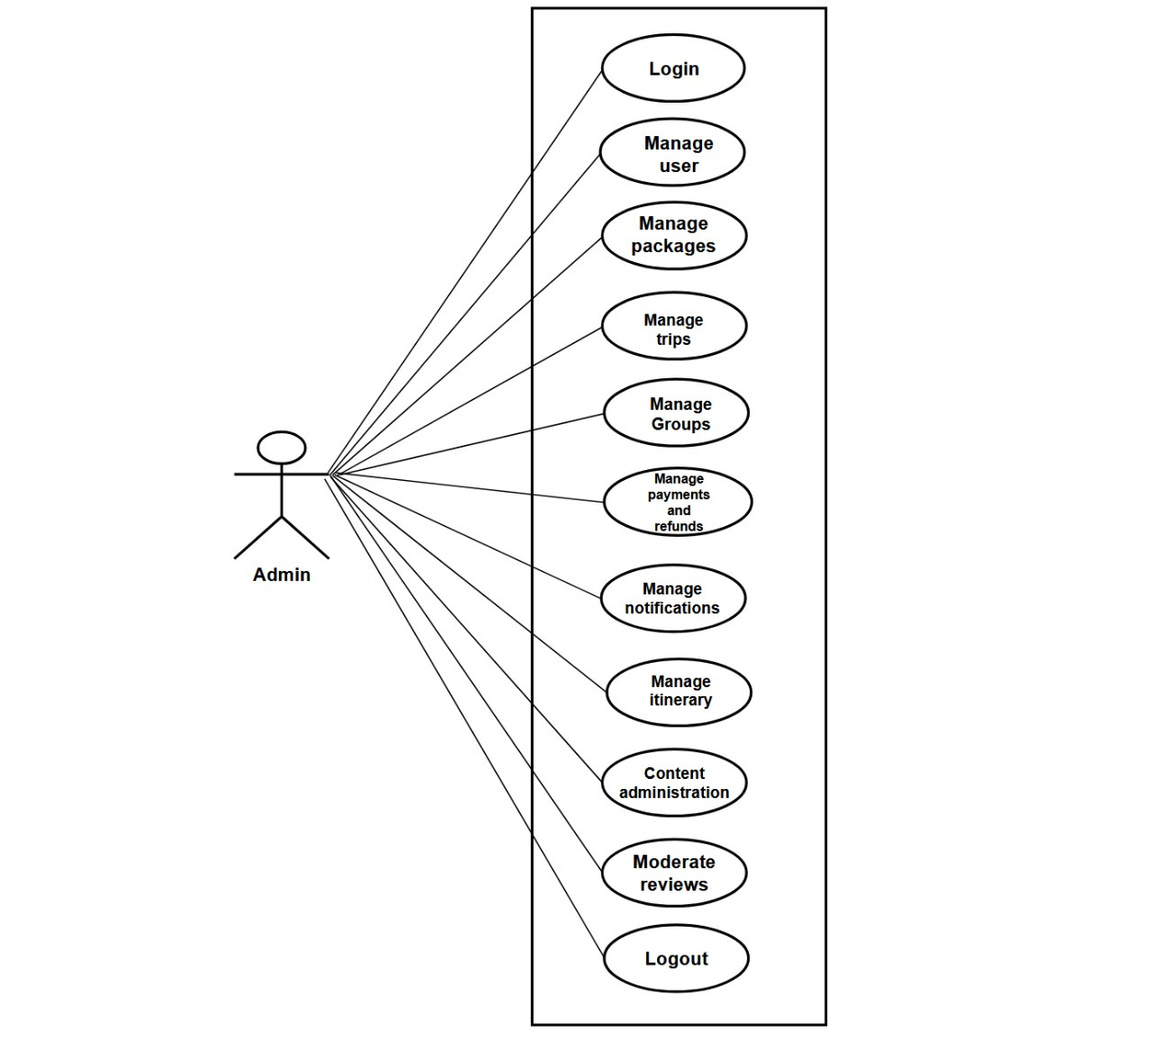 Login
Manage
user
Manage
packages
Manage
trips
Manage
Groups
Manage
payments
and
refunds
Admin
Manage
notifications
Manage
itinerary
Content
administration
Moderate
reviews
Logout